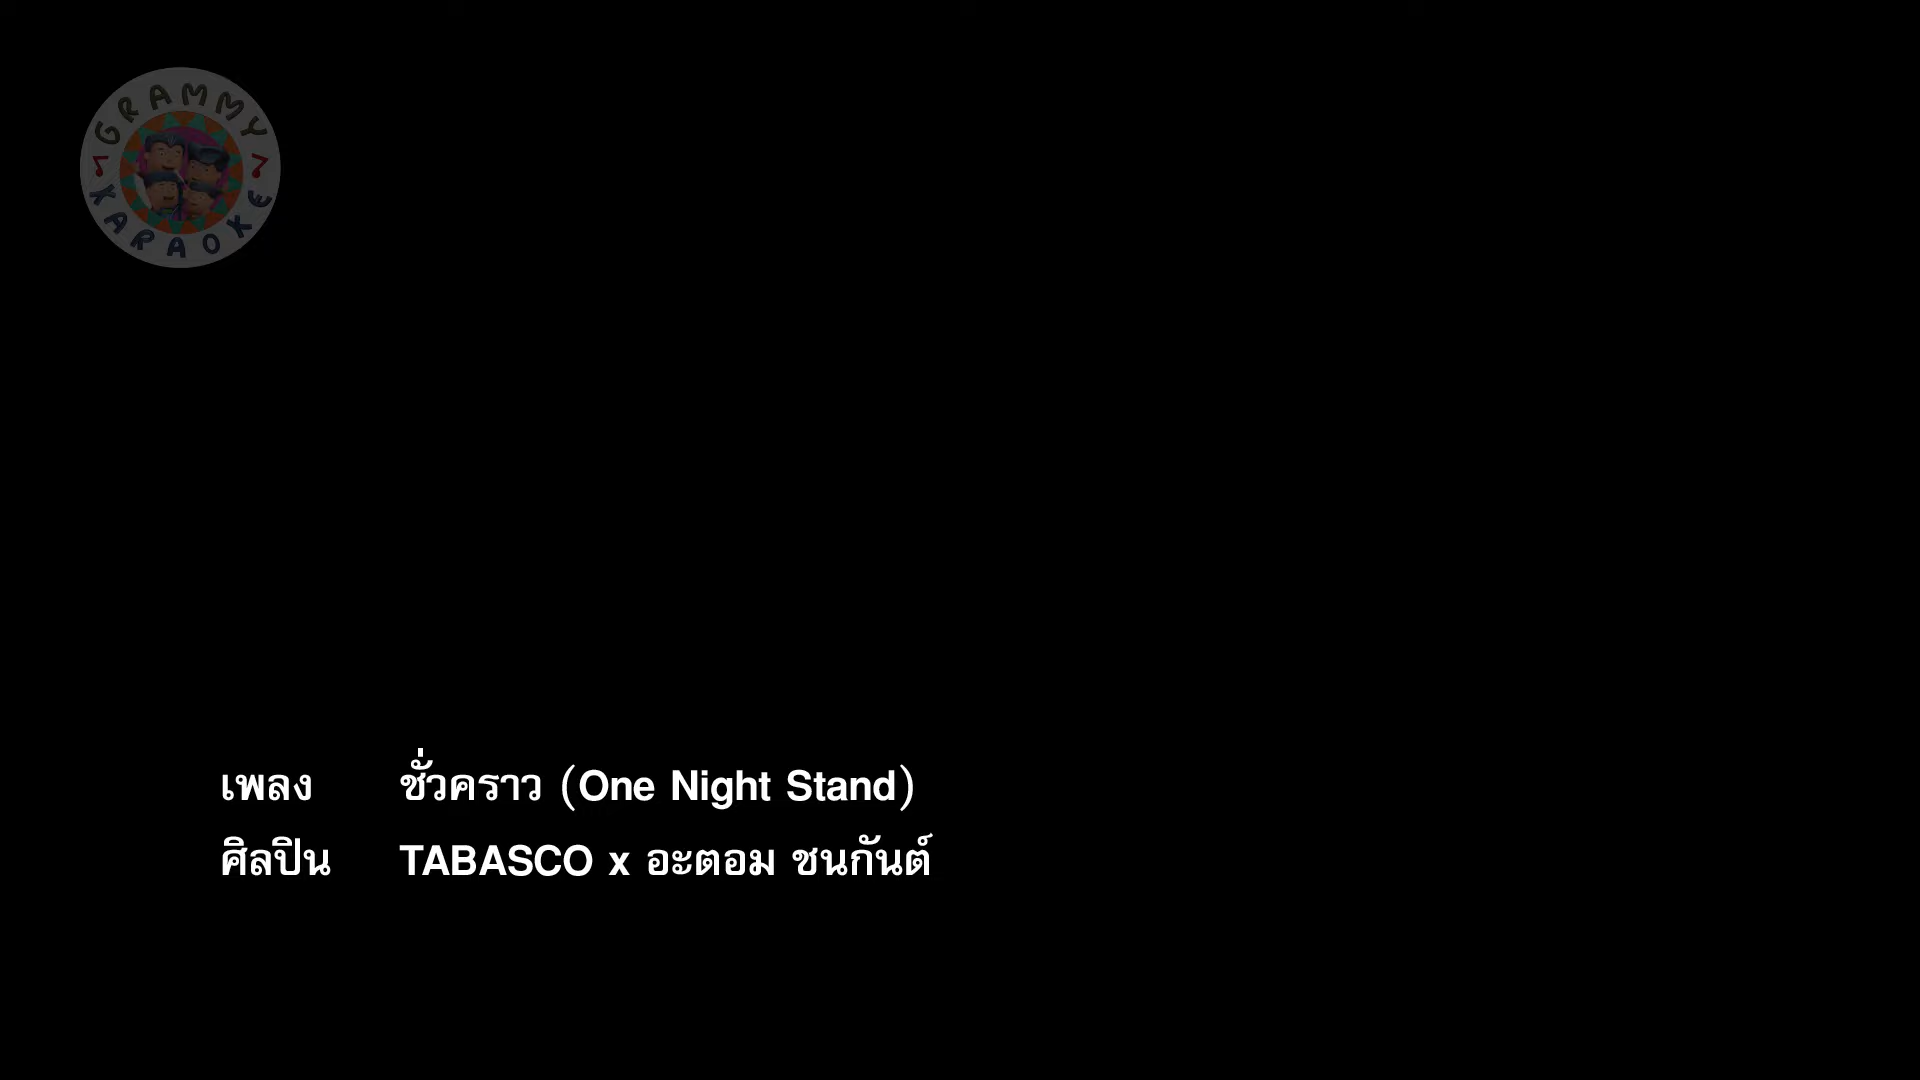 GRAMMY
KARAOKE
เพลง ชั่วคราว (One Night Stand)
ศิลปิน TABASCO x อะตอม ชนกันต์